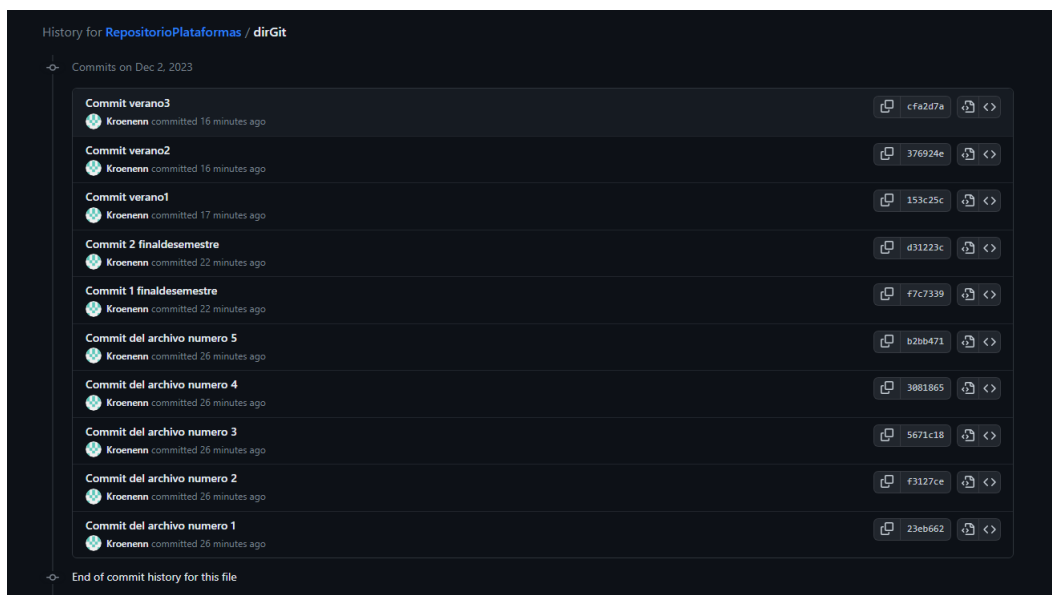 History for RepositorioPlataformas / dirGit
Commits on Dec 2, 2023
Commit verano3
cfa2d7a
Kroenenn committed 16 minutes ago
Commit verano2
376924e
Kroenenn committed 16 minutes ago
Commit verano1
153c25c
Kroenenn committed 17 minutes ago
Commit 2 finaldesemestre
d31223c
Kroenenn committed 22 minutes ago
Commit 1 finaldesemestre
f7c7339
Kroenenn committed 22 minutes ago
Commit del archivo numero 5
b2bb471
Kroenenn committed 26 minutes ago
Commit del archivo numero 4
3081865
Kroenenn committed 26 minutes ago
Commit del archivo numero 3
5671c18
Kroenenn committed 26 minutes ago
Commit del archivo numero 2
f3127ce
Kroenenn committed 26 minutes ago
Commit del archivo numero 1
23eb662
Kroenenn committed 26 minutes ago
End of commit history for this file